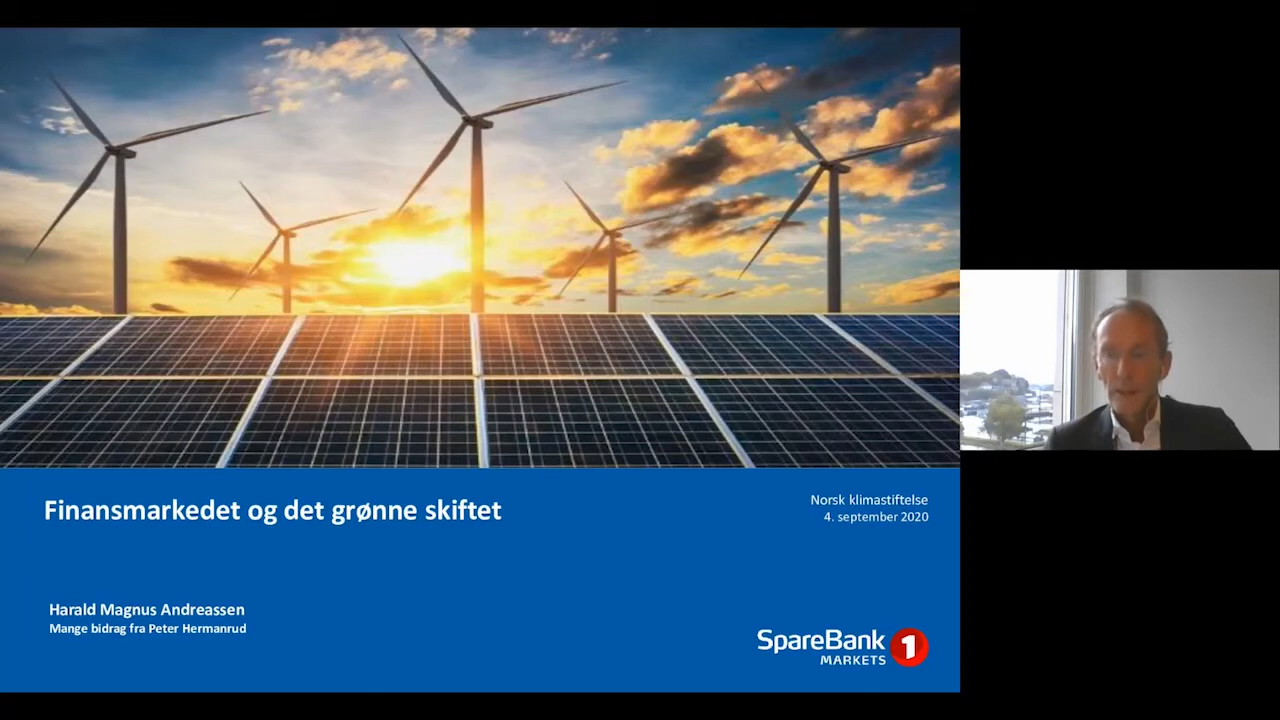 Finansmarkedet og det grønne skiftet
Norsk klimastiftelse
4. september 2020
Harald Magnus Andreassen
Mange bidrag fra Peter Hermanrud
SpareBank 1
MARKETS